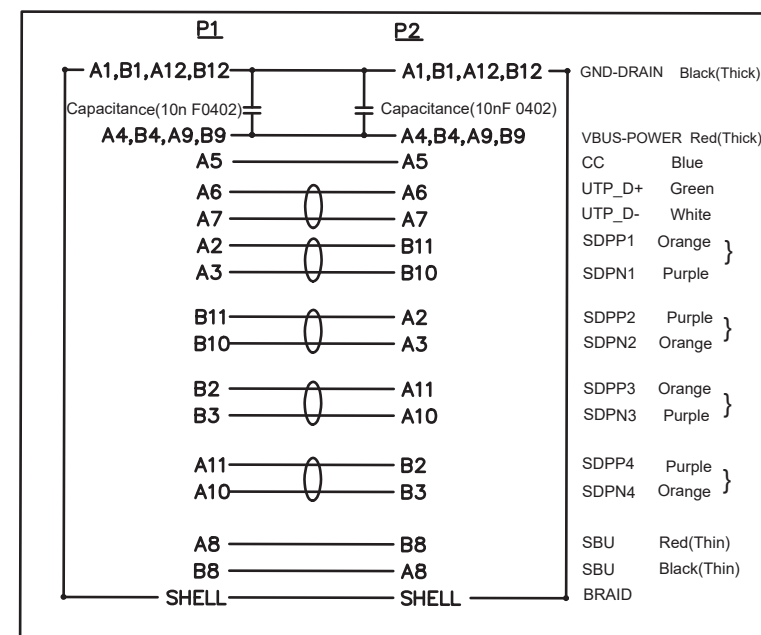 P1 P2
A1,B1,A12,B12 A1,B1,A12,B12 GND-DRAIN Black(Thick)
Capacitance(10n F0402) Capacitance(10nF 0402)
A4,B4,A9,B9 A4,B4,A9,B9 VBUS-POWER Red(Thick)
A5 A5 CC Blue
A6 A6 UTP_D+ Green
A7 A7 UTP_D- White
A2 B11 SDPP1 Orange }
A3 B10 SDPN1 Purple
B11 A2 SDPP2 Purple }
B10 A3 SDPN2 Orange
B2 A11 SDPP3 Orange }
B3 A10 SDPN3 Purple
A11 B2 SDPP4 Purple }
A10 B3 SDPN4 Orange
A8 B8 SBU Red(Thin)
B8 A8 SBU Black(Thin)
SHELL SHELL BRAID